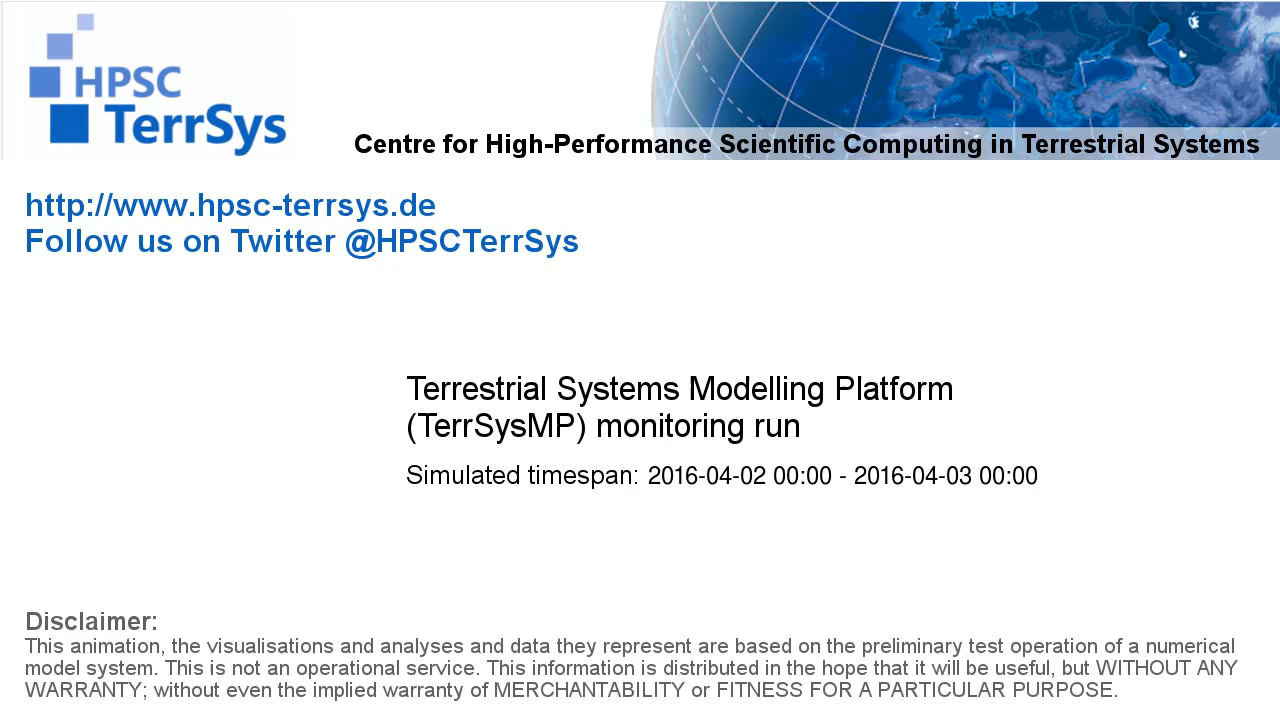 HPSC
TerrSys
Centre for High-Performance Scientific Computing in Terrestrial Systems
http://www.hpsc-terrsys.de
Follow us on Twitter @HPSCTerrSys
Terrestrial Systems Modelling Platform
(TerrSysMP) monitoring run
Simulated timespan: 2016-04-02 00:00 - 2016-04-03 00:00
Disclaimer:
This animation, the visualisations and analyses and data they represent are based on the preliminary test operation of a numerical
model system. This is not an operational service. This information is distributed in the hope that it will be useful, but WITHOUT ANY
WARRANTY; without even the implied warranty of MERCHANTABILITY or FITNESS FOR A PARTICULAR PURPOSE.